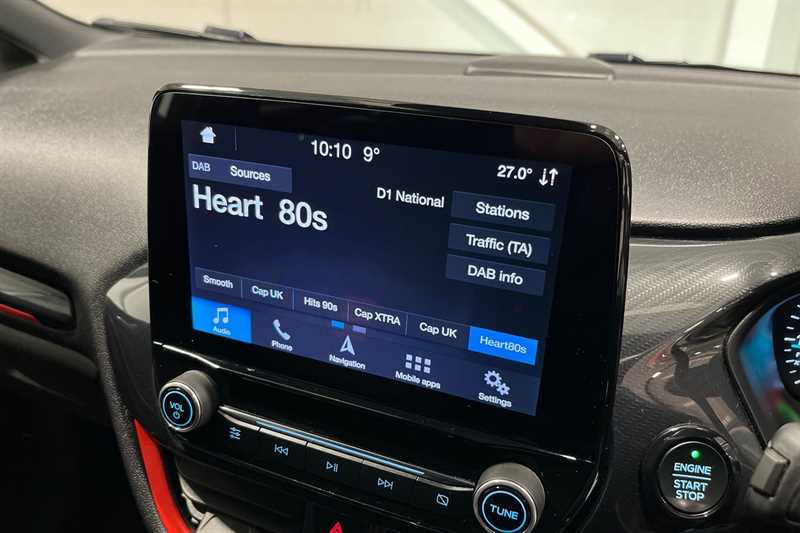 10:10 9°
27.0°
DAB Sources
D1 National
Heart 80s
Stations
Traffic (TA)
DAB info
Smooth Cap UK Hits 90s Cap XTRA Cap UK Heart80s
Audio Phone Navigation Mobile apps Settings
VOL
TUNE
ENGINE
START
STOP